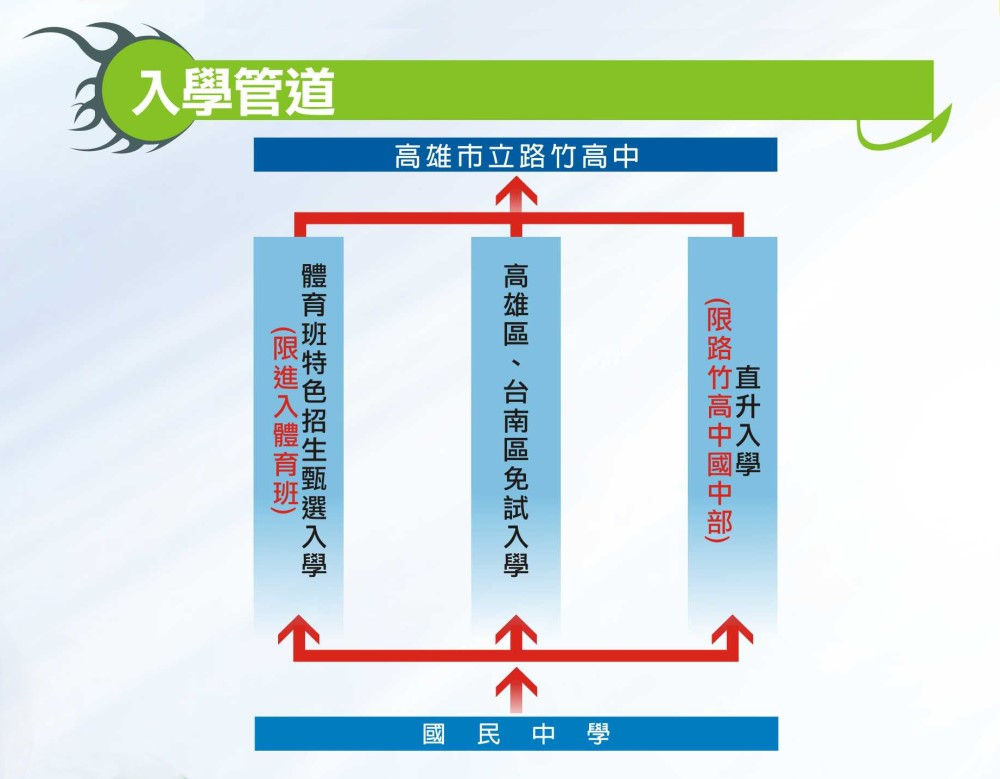 入學管道
高雄市立路竹高中
直升入學
(限路竹高中國中部)
高雄區、台南區免試入學
體育班特色招生甄選入學
(限進入體育班)
國民中學